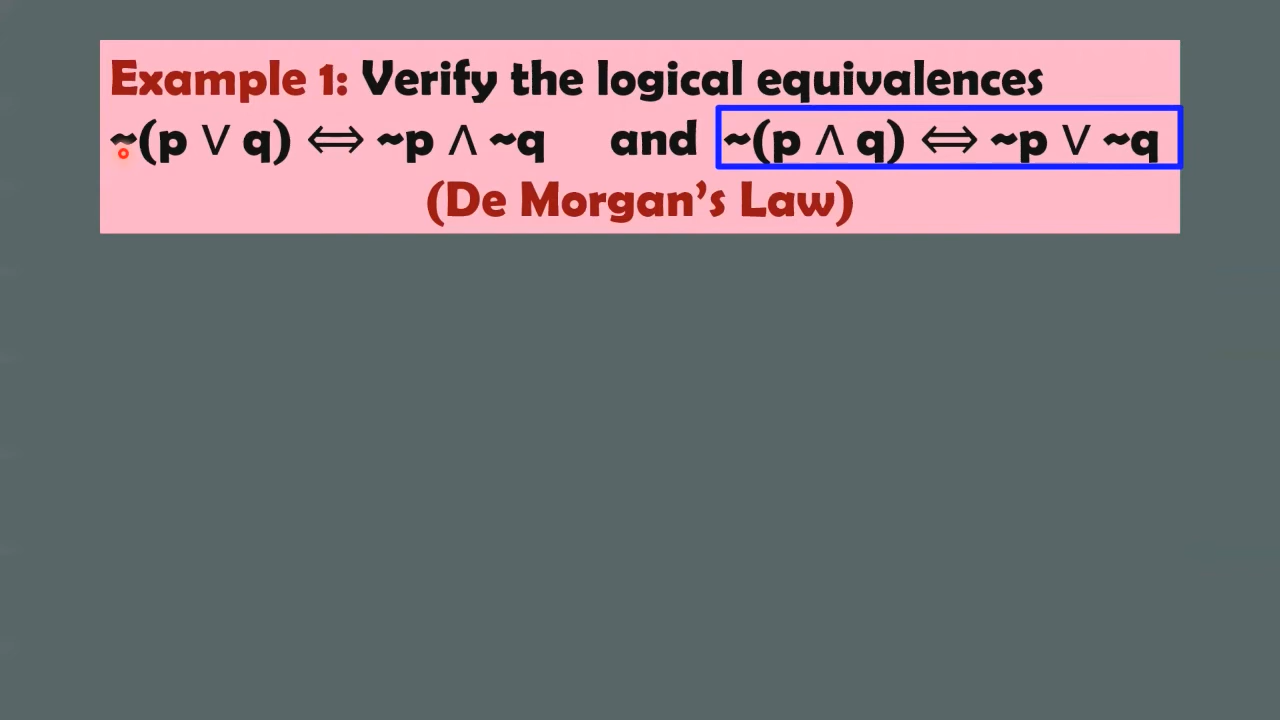 Example 1: Verify the logical equivalences
~(p ∨ q) ⟺ ~p ∧ ~q and ~(p ∧ q) ⟺ ~p ∨ ~q
(De Morgan’s Law)